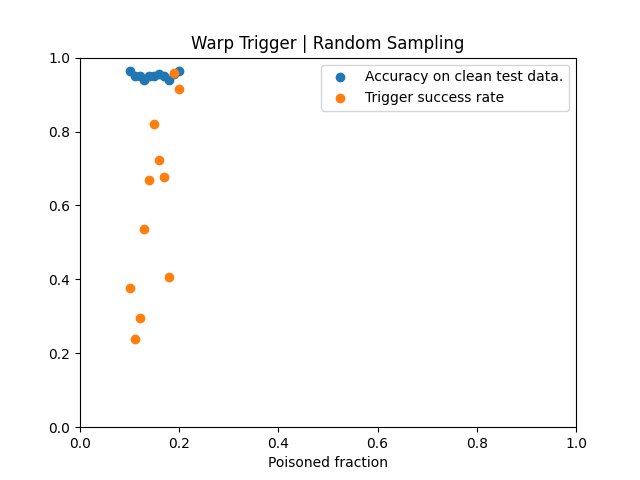 Warp Trigger | Random Sampling
Accuracy on clean test data.
Trigger success rate
1.0
0.8
0.6
0.4
0.2
0.0
0.0 0.2 0.4 0.6 0.8 1.0
Poisoned fraction